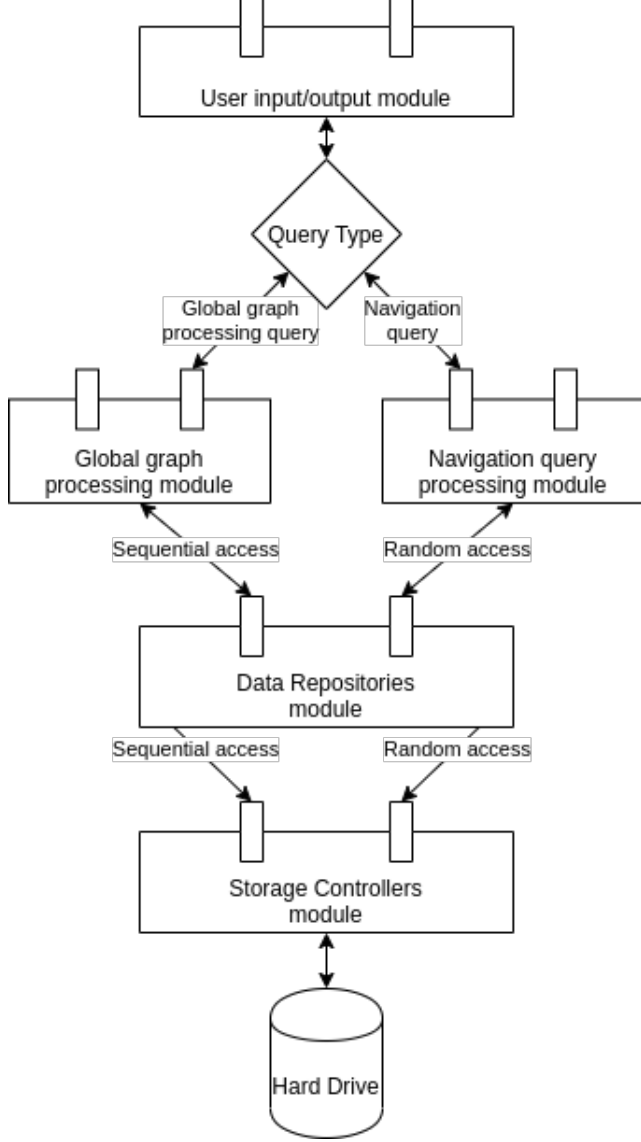 User input/output module
Query Type
Global graph
processing query
Navigation
query
Global graph
processing module
Navigation query
processing module
Sequential access
Random access
Data Repositories
module
Sequential access
Random access
Storage Controllers
module
Hard Drive